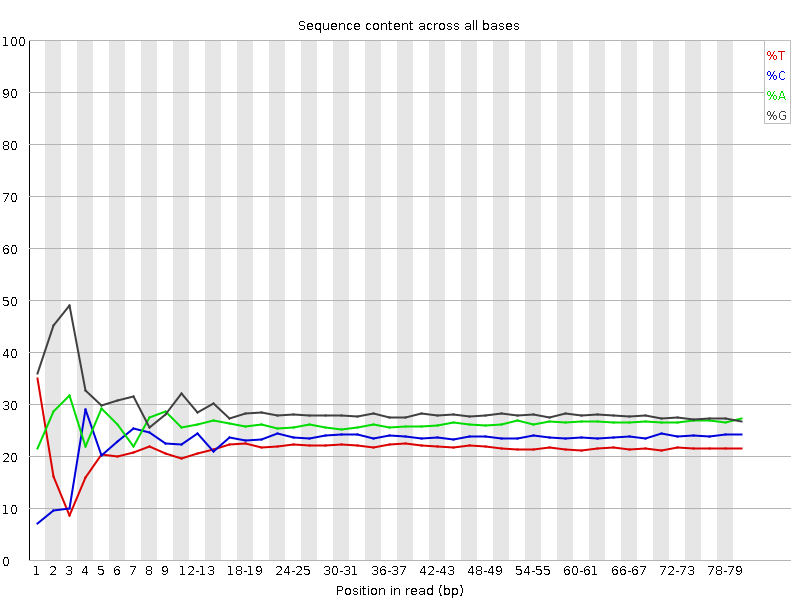 Sequence content across all bases
100
90
80
70
60
50
40
30
20
10
0
%T
%C
%A
%G
1 2 3 4 5 6 7 8 9 12-13 18-19 24-25 30-31 36-37 42-43 48-49 54-55 60-61 66-67 72-73 78-79
Position in read (bp)